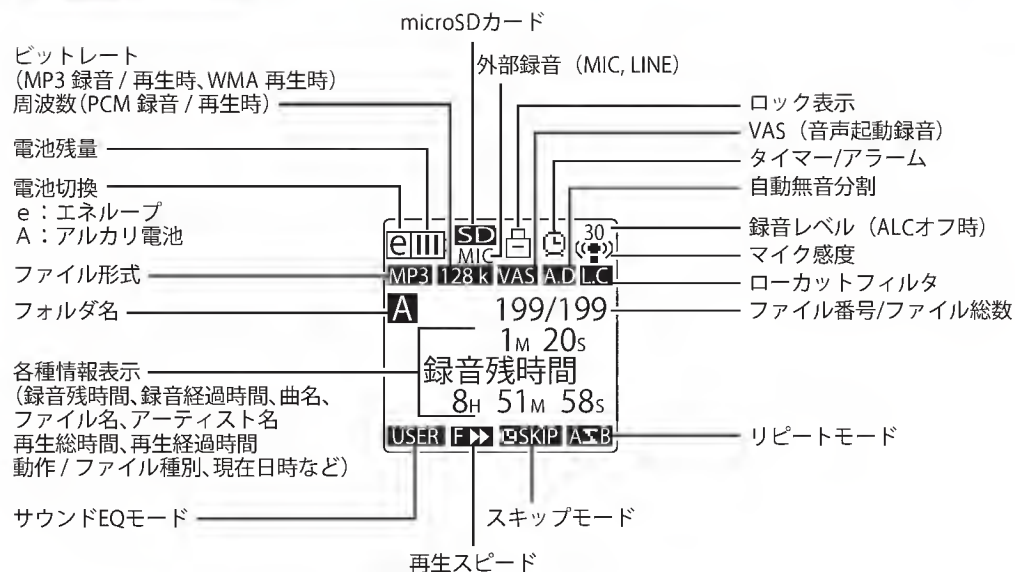 microSDカード
ビットレート
(MP3 録音 / 再生時、WMA 再生時)
周波数(PCM 録音 / 再生時)
外部録音 (MIC, LINE)
電池残量
電池切換
e:エネループ
A:アルカリ電池
ファイル形式
フォルダ名
各種情報表示
(録音残時間、録音経過時間、曲名、
ファイル名、アーティスト名
再生総時間、再生経過時間
動作 / ファイル種別、現在日時など)
サウンドEQモード
e SD 30
MIC
MP3 128 k VAS A.D L.C
A 199/199
1M 20s
録音残時間
8H 51M 58s
USER F SKIP A B
再生スピード
スキップモード
ロック表示
VAS (音声起動録音)
タイマー/アラーム
自動無音分割
録音レベル (ALCオフ時)
マイク感度
ローカットフィルタ
ファイル番号/ファイル総数
リピートモード